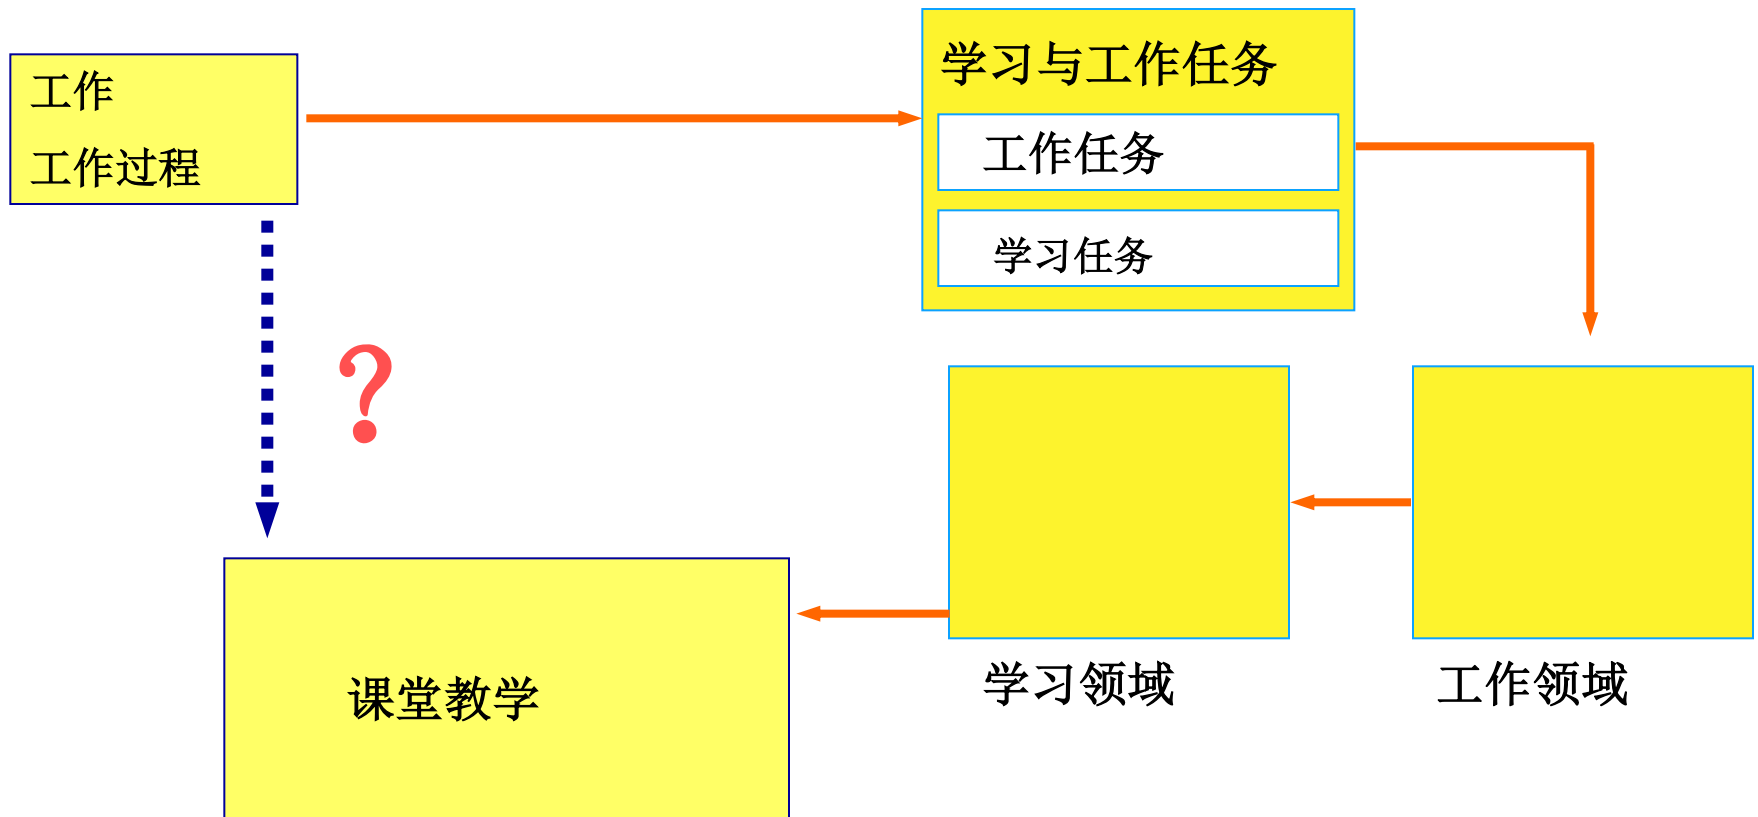 工作
工作过程
学习与工作任务
工作任务
学习任务
?
学习领域
工作领域
课堂教学